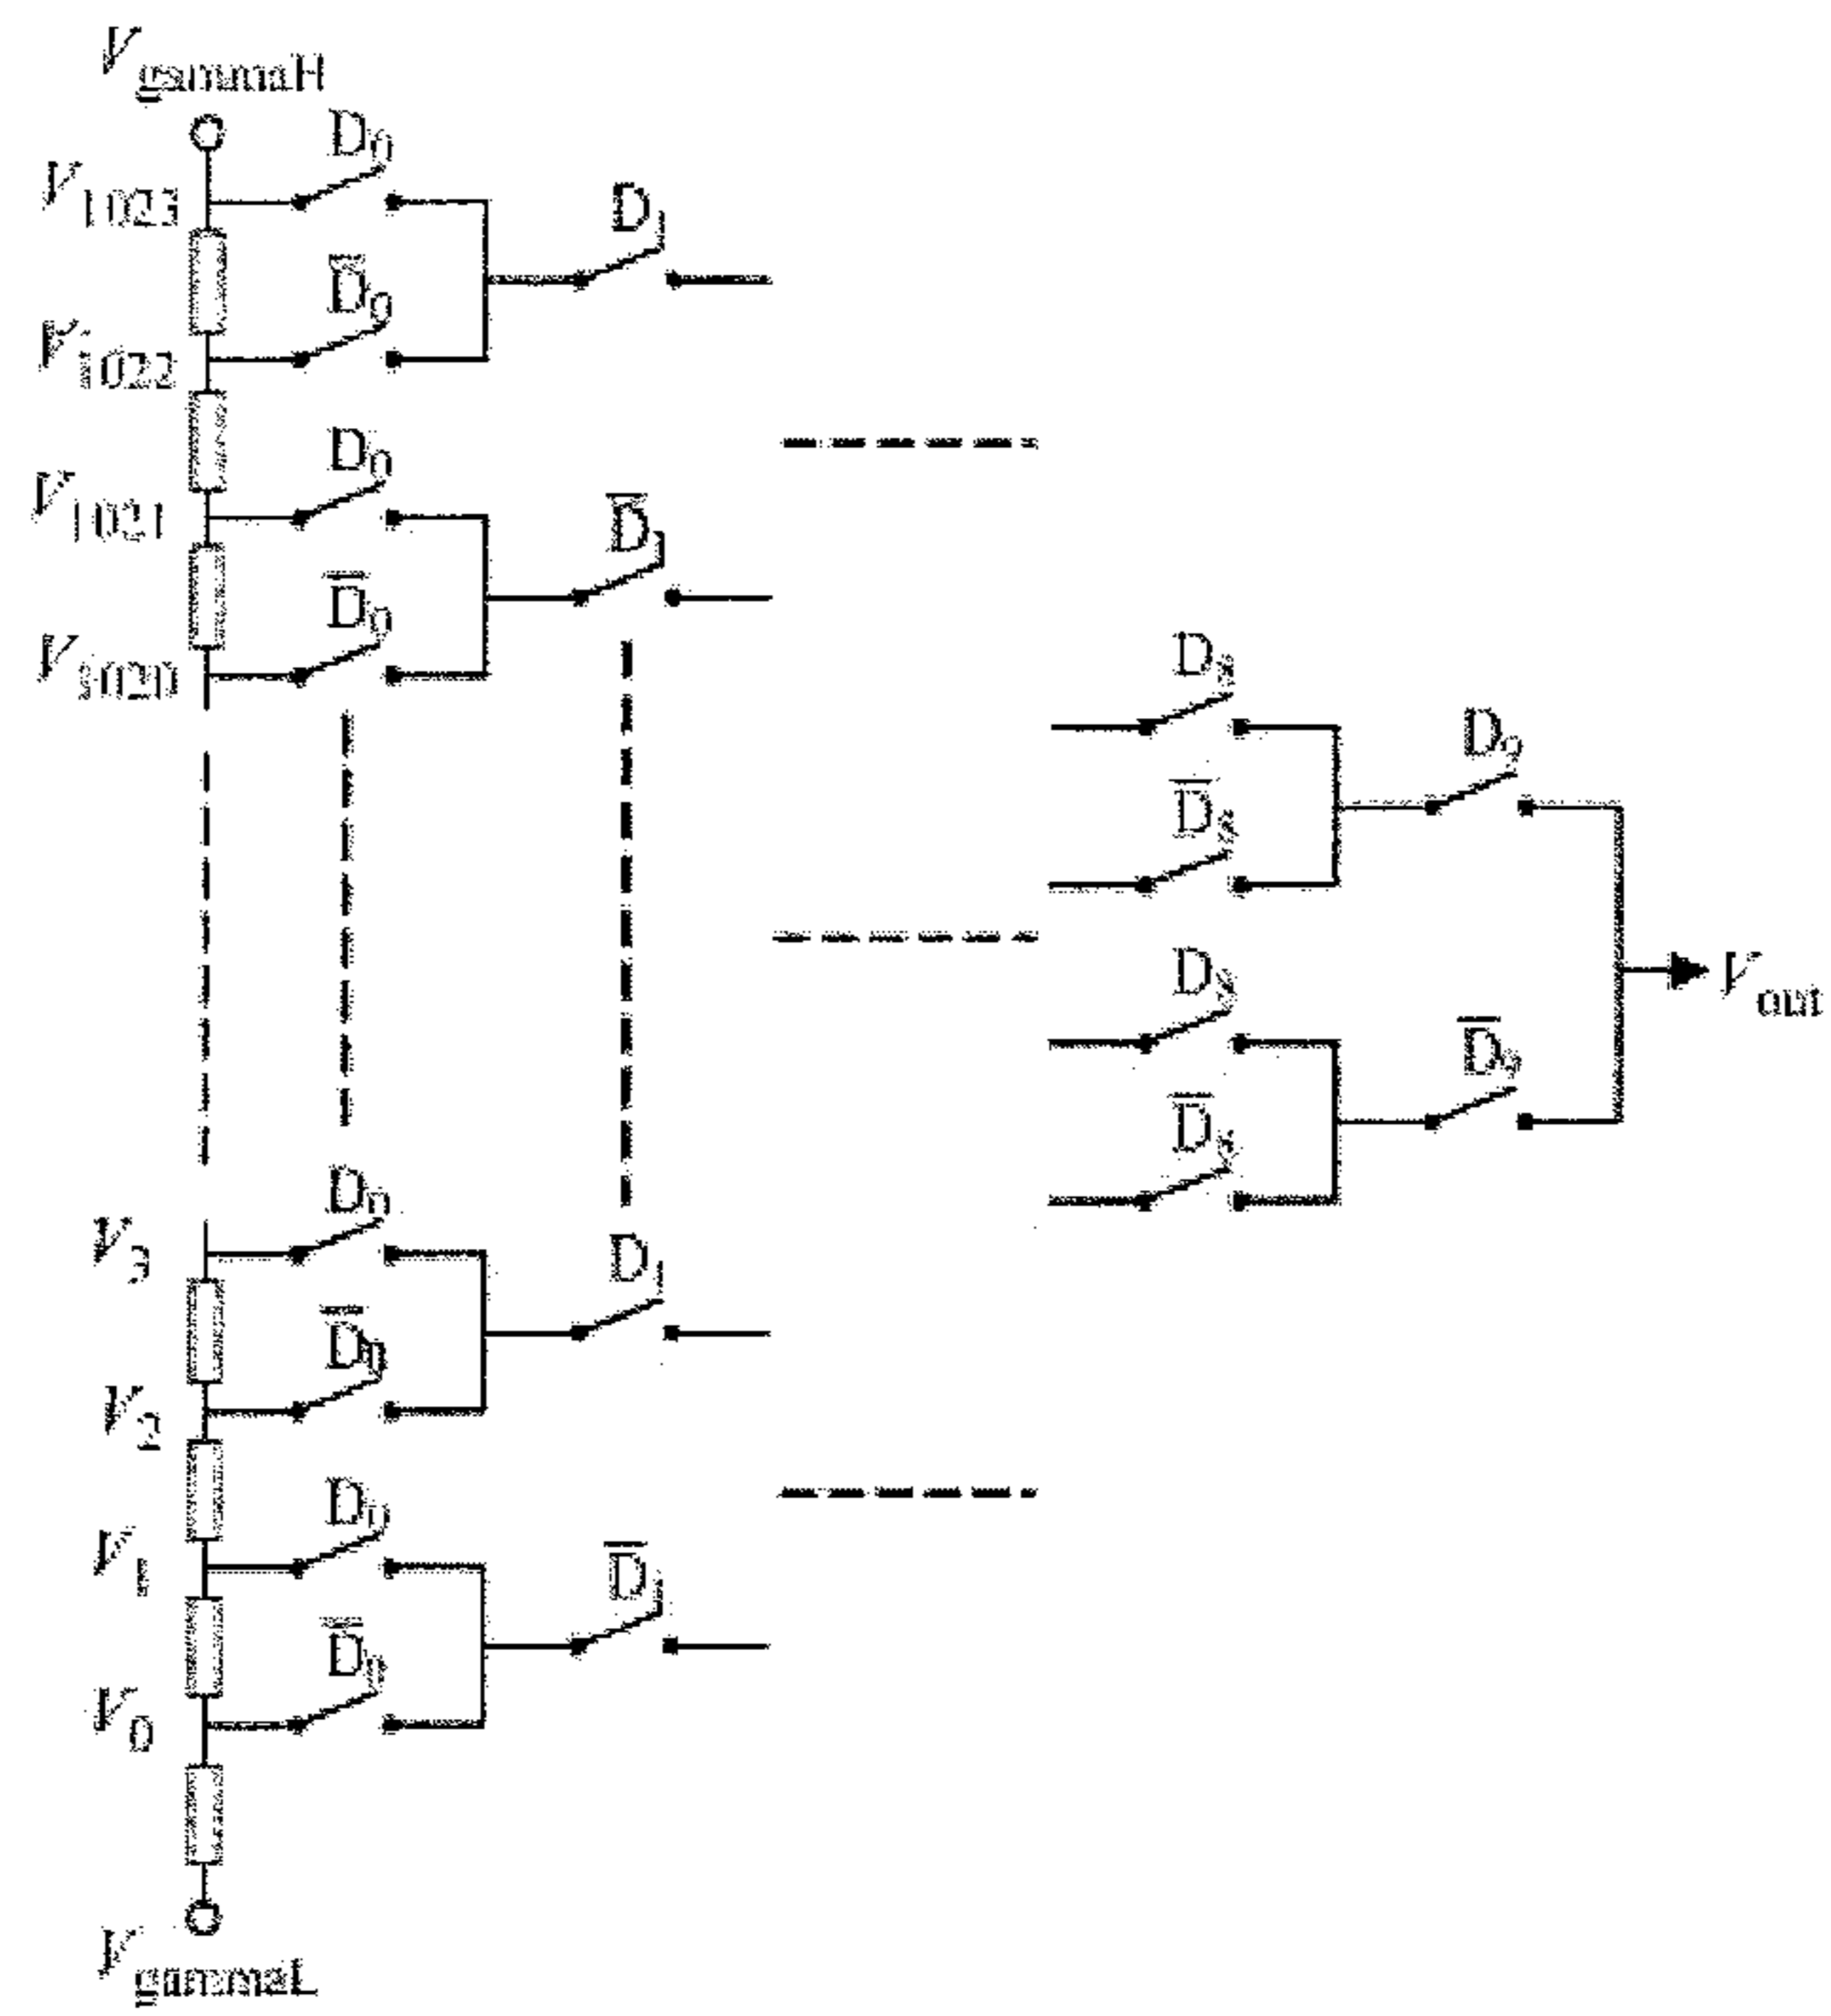 VgammaH
D0
V1023
D1
D̅0
V1022
D0
V1021
D̅1
D̅0
V1020
D8
D9
D̅8
D8
Vout
D̅9
D̅8
D0
V3
D1
D̅0
V2
D0
V1
D̅1
D̅0
V0
VgammaL